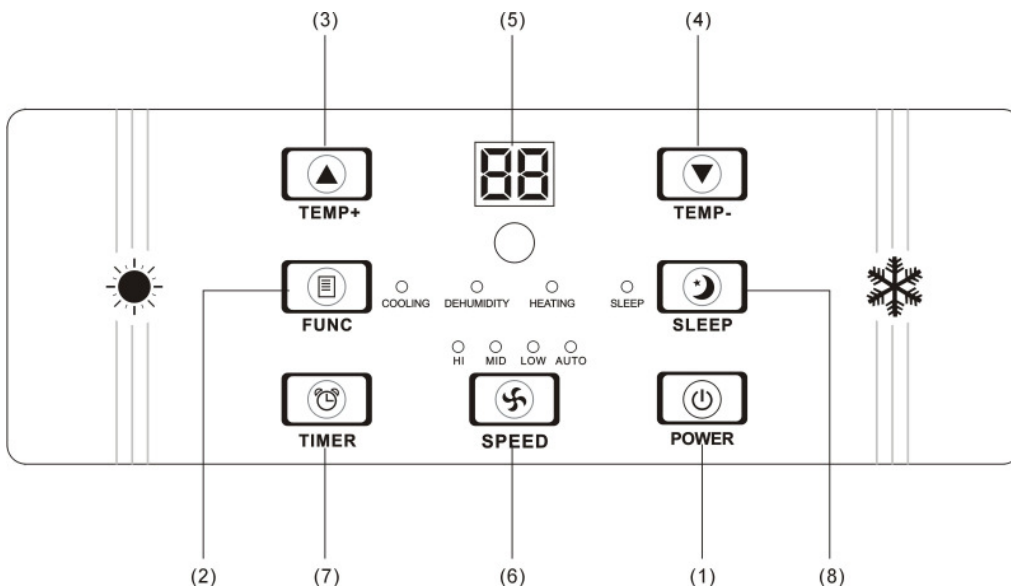 (3) (5) (4)
88
TEMP+ TEMP-
COOLING DEHUMIDITY HEATING SLEEP
FUNC SLEEP
HI MID LOW AUTO
TIMER SPEED POWER
(2) (7) (6) (1) (8)